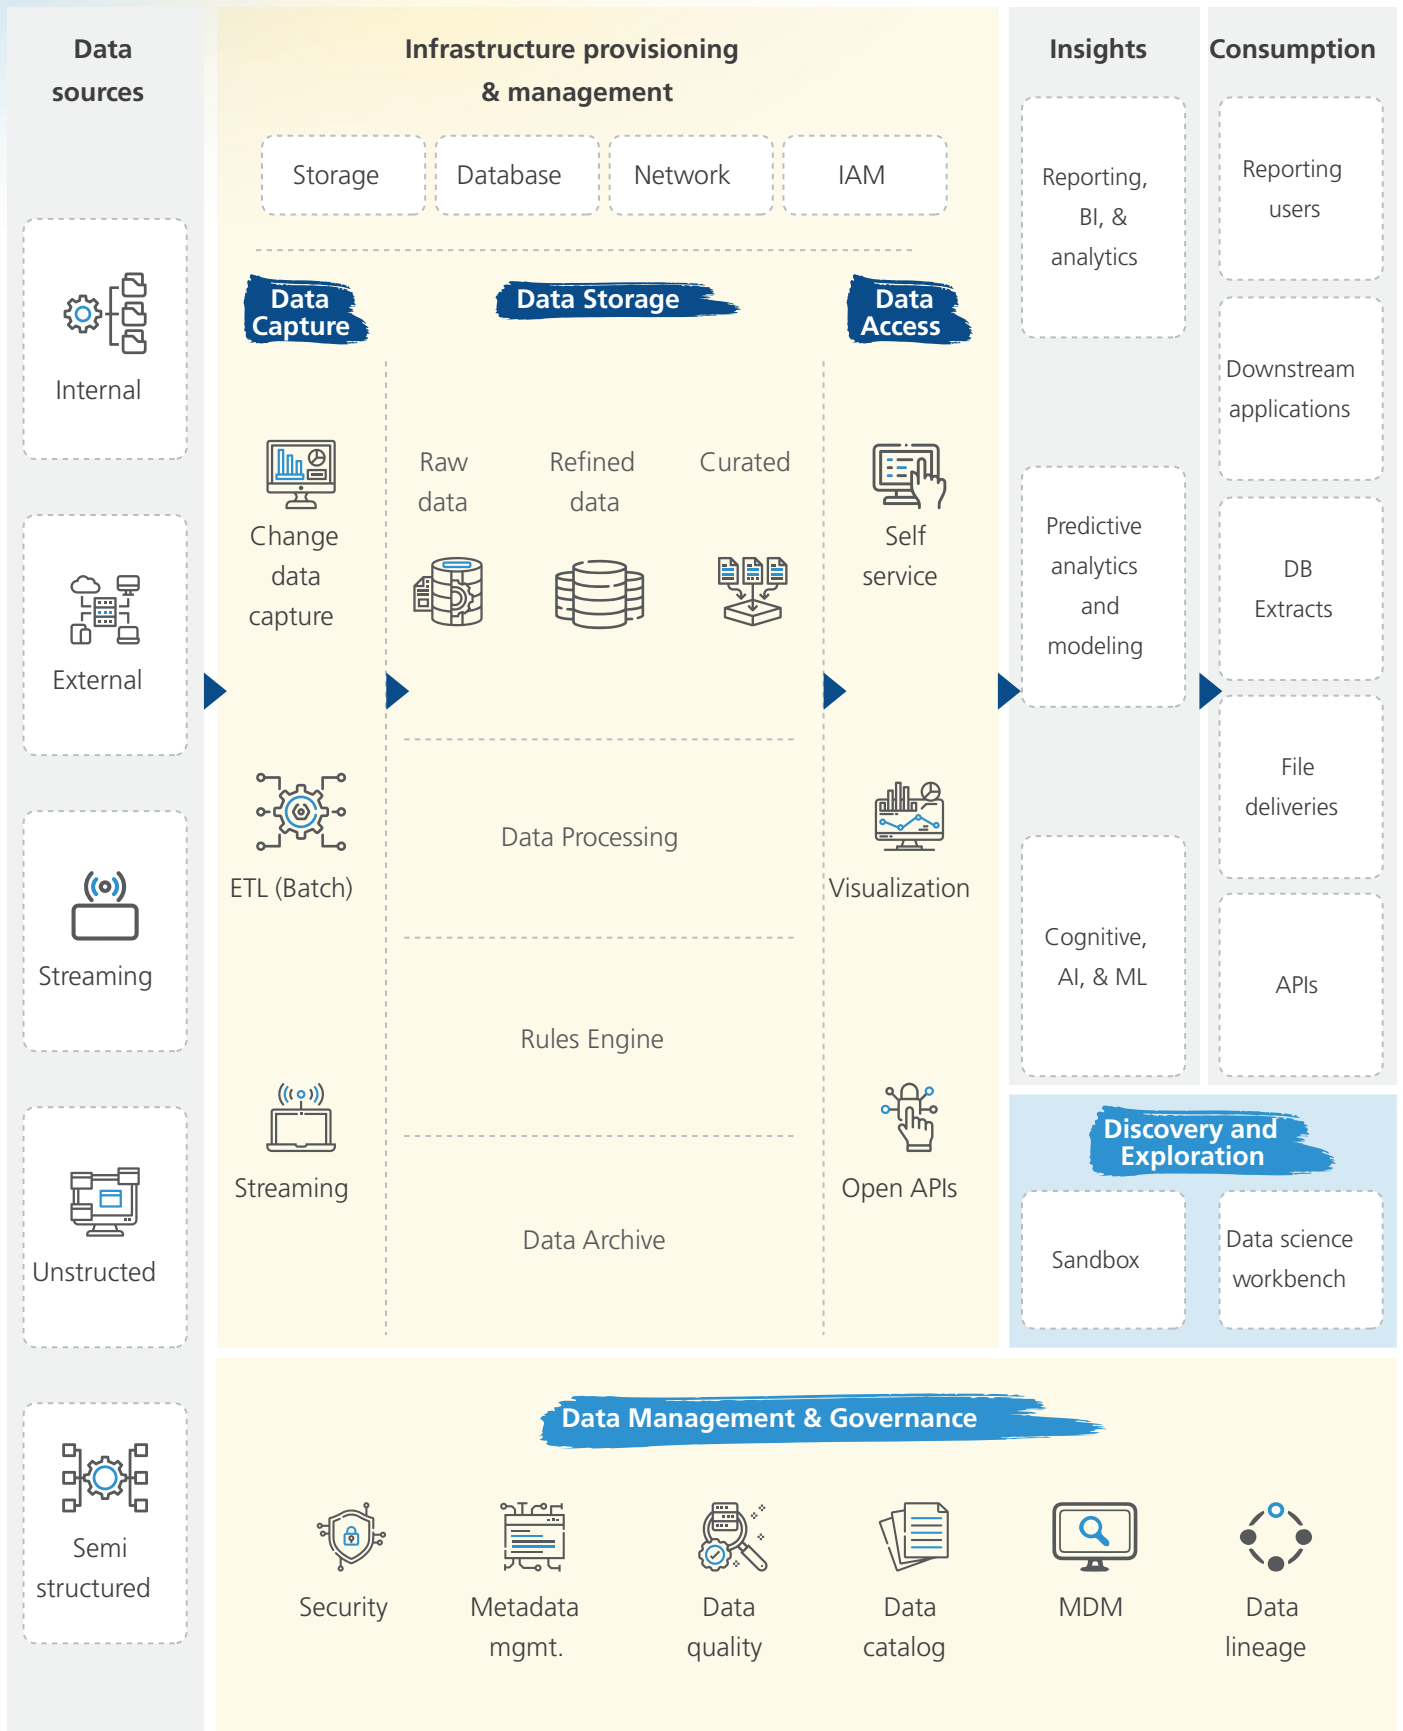 Data
sources
Internal
External
Streaming
Unstructed
Semi
structured
Infrastructure provisioning
& management
Storage
Database
Network
IAM
Data
Capture
Change
data
capture
ETL (Batch)
Streaming
Data Storage
Raw
data
Refined
data
Curated
Data Processing
Rules Engine
Data Archive
Data
Access
Self
service
Visualization
Open APIs
Insights
Reporting,
BI, &
analytics
Predictive
analytics
and
modeling
Cognitive,
AI, & ML
Consumption
Reporting
users
Downstream
applications
DB
Extracts
File
deliveries
APIs
Discovery and
Exploration
Sandbox
Data science
workbench
Data Management & Governance
Security
Metadata
mgmt.
Data
quality
Data
catalog
MDM
Data
lineage